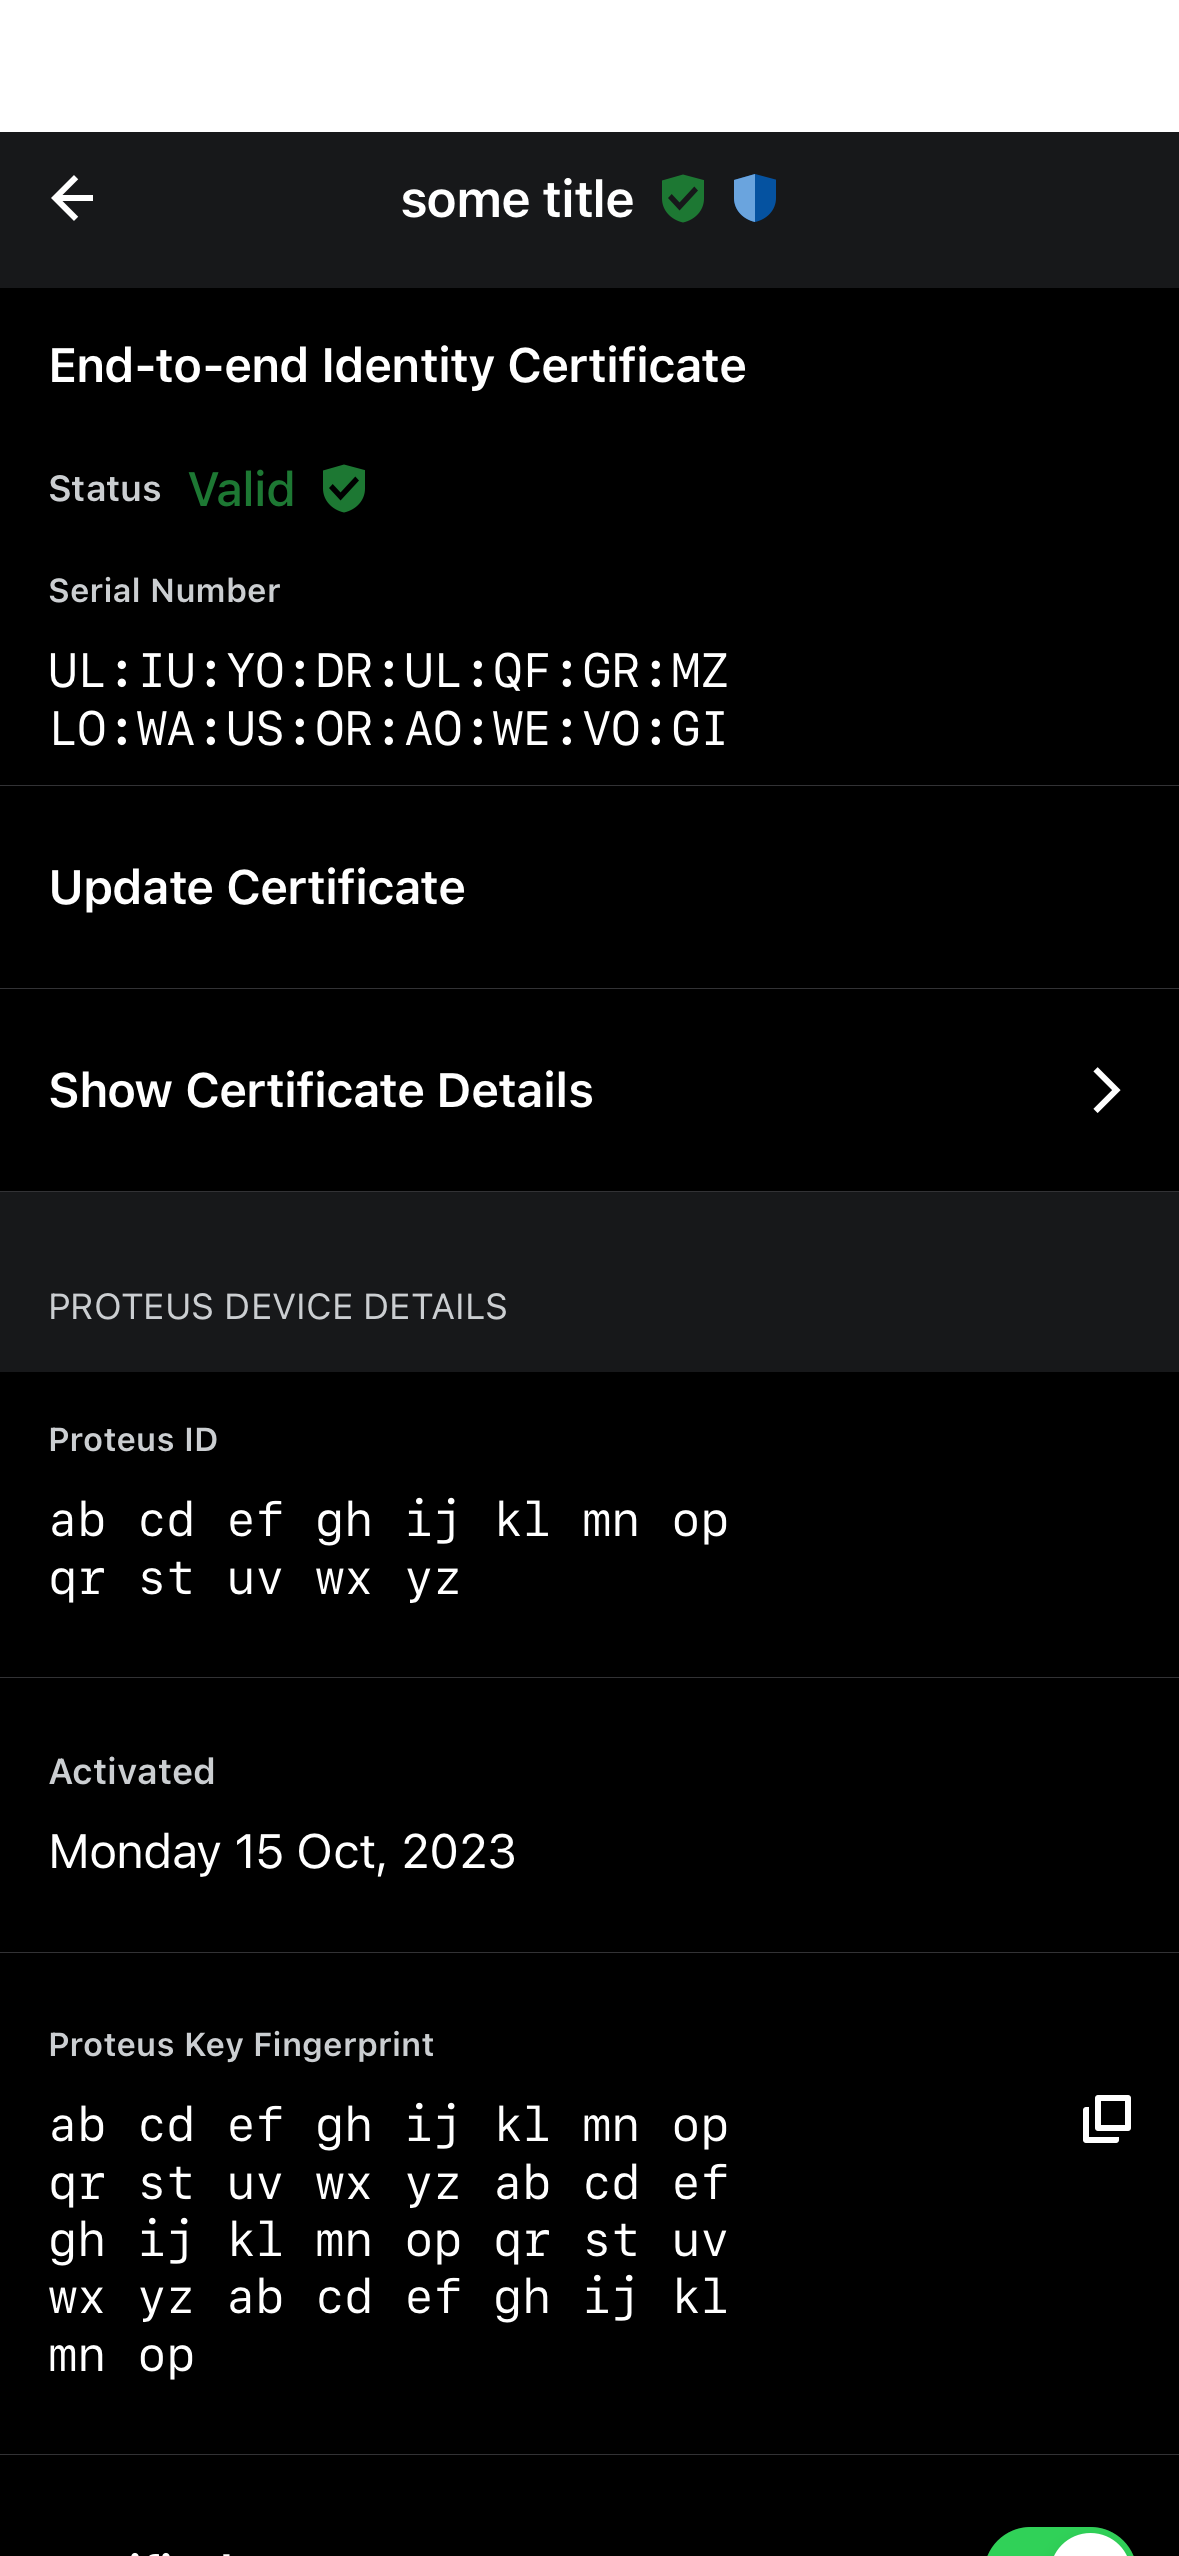 some title
End-to-end Identity Certificate
Status Valid
Serial Number
UL:IU:YO:DR:UL:QF:GR:MZ
LO:WA:US:OR:AO:WE:VO:GI
Update Certificate
Show Certificate Details
PROTEUS DEVICE DETAILS
Proteus ID
ab cd ef gh ij kl mn op
qr st uv wx yz
Activated
Monday 15 Oct, 2023
Proteus Key Fingerprint
ab cd ef gh ij kl mn op
qr st uv wx yz ab cd ef
gh ij kl mn op qr st uv
wx yz ab cd ef gh ij kl
mn op